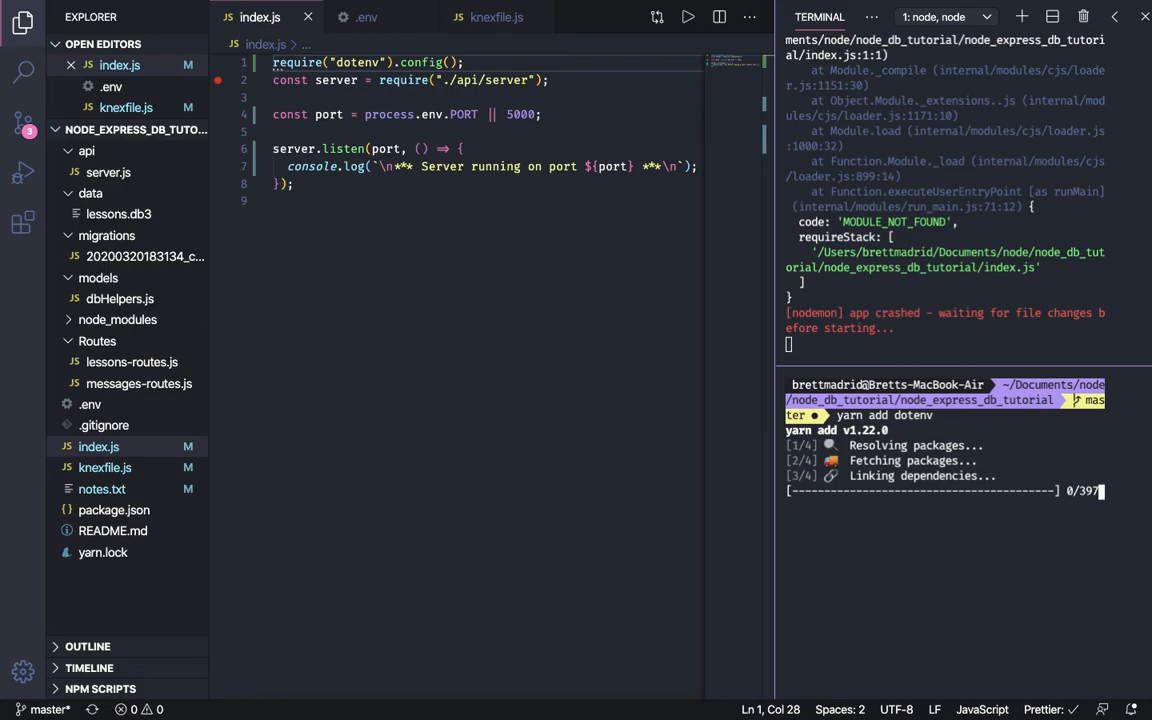 EXPLORER
OPEN EDITORS
index.js
.env
knexfile.js M
NODE_EXPRESS_DB_TUTO...
api
JS server.js
data
lessons.db3
migrations
JS 20200320183134_c...
models
JS dbHelpers.js
node_modules
Routes
JS lessons-routes.js
JS messages-routes.js
.env
.gitignore
JS index.js M
JS knexfile.js M
notes.txt M
{} package.json
README.md
yarn.lock
OUTLINE
TIMELINE
NPM SCRIPTS
3
JS index.js
.env
JS knexfile.js
JS index.js > ...
1 require("dotenv").config();
2 const server = require("./api/server");
3
4 const port = process.env.PORT || 5000;
5
6 server.listen(port, () => {
7 console.log(`\n*** Server running on port ${port} ***\n`);
8 });
9
TERMINAL ... 1: node, node
ments/node/node_db_tutorial/node_express_db_tutori
al/index.js:1:1)
at Module._compile (internal/modules/cjs/loade
r.js:1151:30)
at Object.Module._extensions..js (internal/mod
ules/cjs/loader.js:1171:10)
at Module.load (internal/modules/cjs/loader.js
:1000:32)
at Function.Module._load (internal/modules/cjs
/loader.js:899:14)
at Function.executeUserEntryPoint [as runMain]
(internal/modules/run_main.js:71:12) {
code: 'MODULE_NOT_FOUND',
requireStack: [
'/Users/brettmadrid/Documents/node/node_db_tut
orial/node_express_db_tutorial/index.js'
]
}
[nodemon] app crashed - waiting for file changes b
efore starting...
brettmadrid@Bretts-MacBook-Air ~/Documents/node
/node_db_tutorial/node_express_db_tutorial mas
ter ● yarn add dotenv
yarn add v1.22.0
[1/4] Resolving packages...
[2/4] Fetching packages...
[3/4] Linking dependencies...
[-----------------------------------------] 0/397
master* 0 0 Ln 1, Col 28 Spaces: 2 UTF-8 LF JavaScript Prettier: ✓